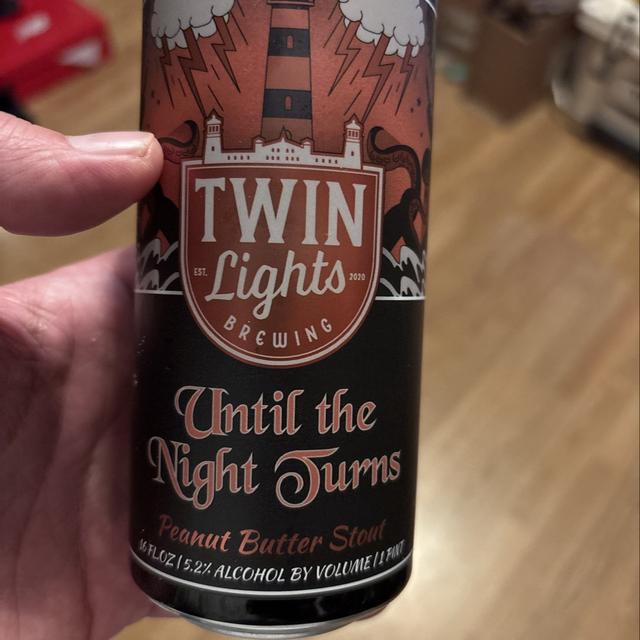 TWIN
EST. Lights 2020
BREWING
Until the
Night Turns
Peanut Butter Stout
16 FL OZ | 5.2% ALCOHOL BY VOLUME | 1 PINT